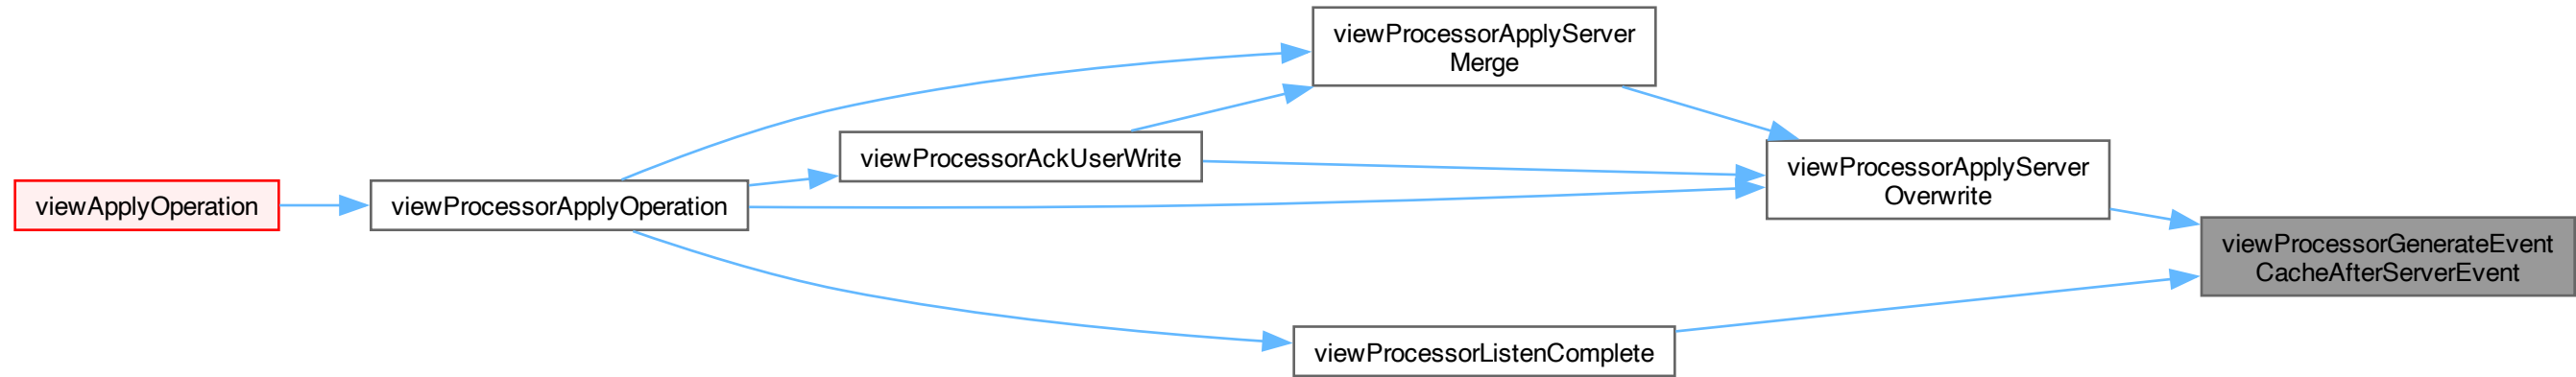 viewProcessorApplyServer
Merge
viewProcessorAckUserWrite
viewProcessorApplyServer
Overwrite
viewApplyOperation
viewProcessorApplyOperation
viewProcessorGenerateEvent
CacheAfterServerEvent
viewProcessorListenComplete